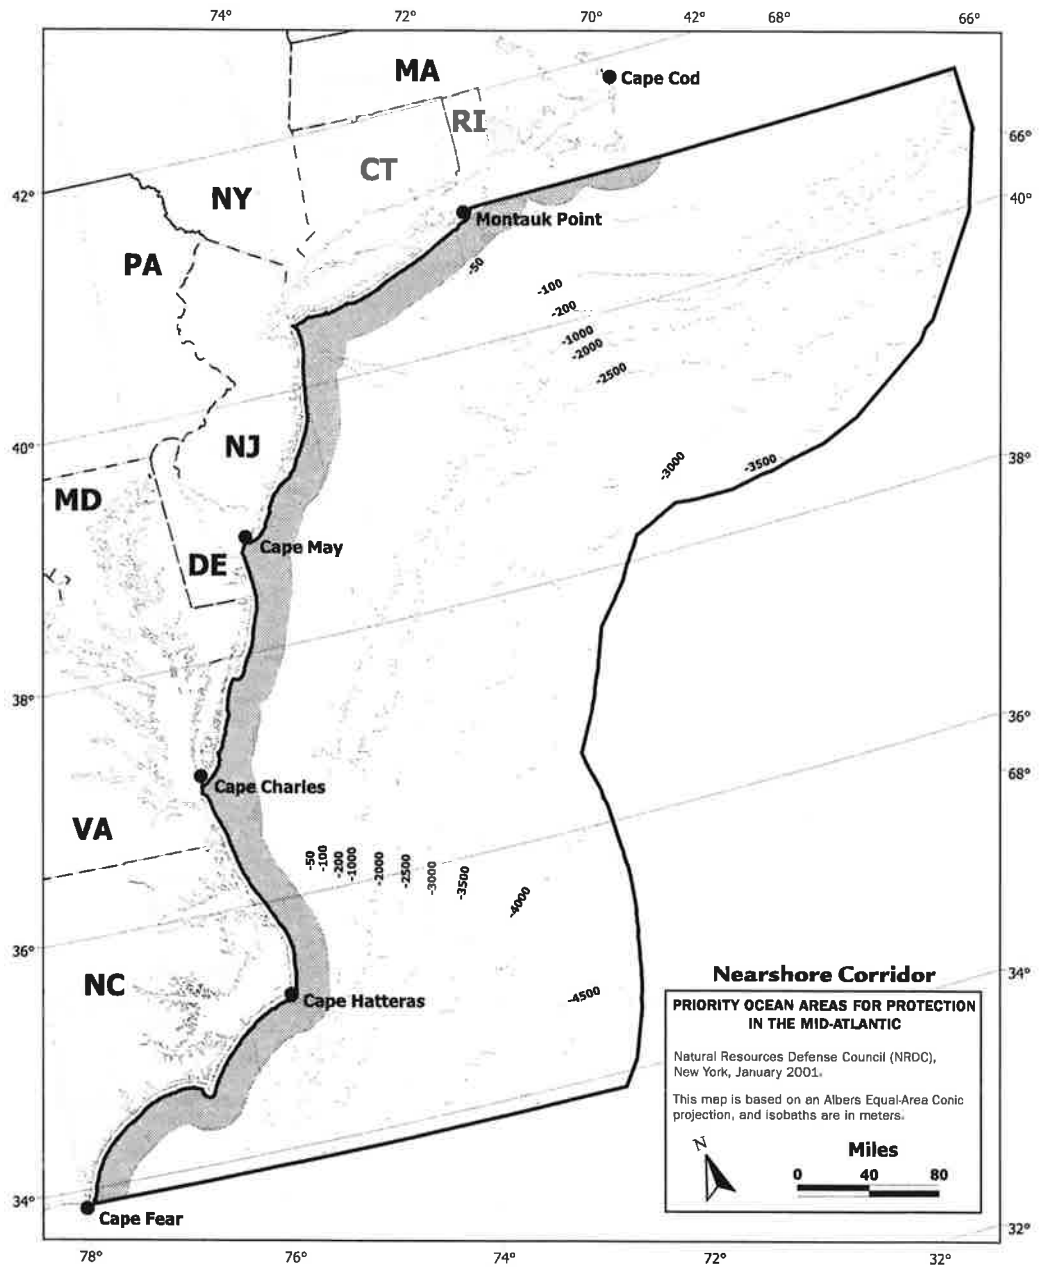 74°
72°
70°
42°
68°
66°
MA
Cape Cod
RI
66°
CT
42°
NY
40°
Montauk Point
PA
-50
-100
-200
-1000
-2000
-2500
40°
NJ
38°
-3000
-3500
MD
Cape May
DE
38°
36°
68°
Cape Charles
VA
-50
-100
-200
-1000
-2000
-2500
-3000
-3500
-4000
36°
34°
NC
Cape Hatteras
-4500
Nearshore Corridor
PRIORITY OCEAN AREAS FOR PROTECTION
IN THE MID-ATLANTIC
Natural Resources Defense Council (NRDC),
New York, January 2001.
This map is based on an Albers Equal-Area Conic
projection, and isobaths are in meters.
N
Miles
0 40 80
34°
Cape Fear
32°
78°
76°
74°
72°
32°